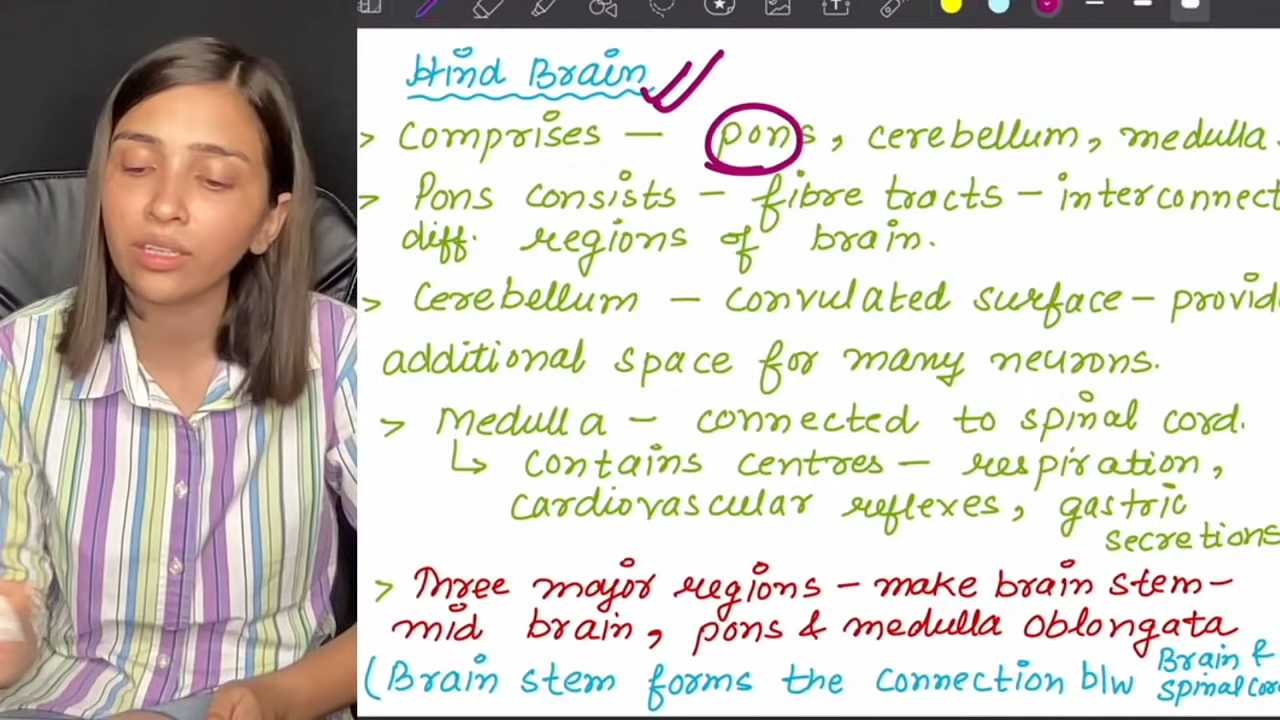 Hind Brain
> Comprises — pons, cerebellum, medulla.
> Pons consists — fibre tracts — interconnect
diff. regions of brain.
> Cerebellum — convulated surface — provid
additional space for many neurons.
> Medulla — connected to spinal cord.
↳ contains centres — respiration,
cardiovascular reflexes, gastric
secretions
> Three major regions — make brain stem —
mid brain, pons & medulla oblongata
(Brain stem forms the connection b/w Brain &
spinal cord